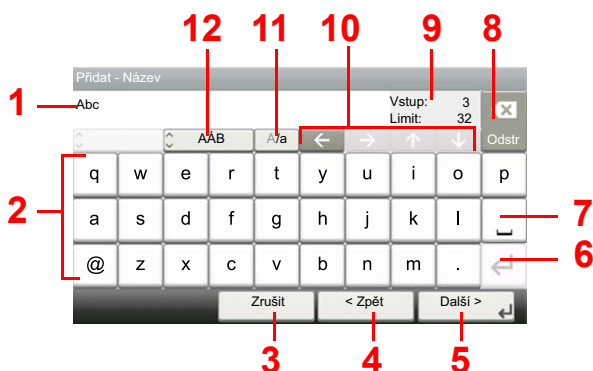 12 11 10 9 8
Přidat - Název
1 Abc Vstup: 3
Limit: 32
AÁB A/a ← → ↑ ↓ Odstr
2 q w e r t y u i o p
a s d f g h j k l 7
@ z x c v b n m . 6
Zrušit < Zpět Další >
3 4 5